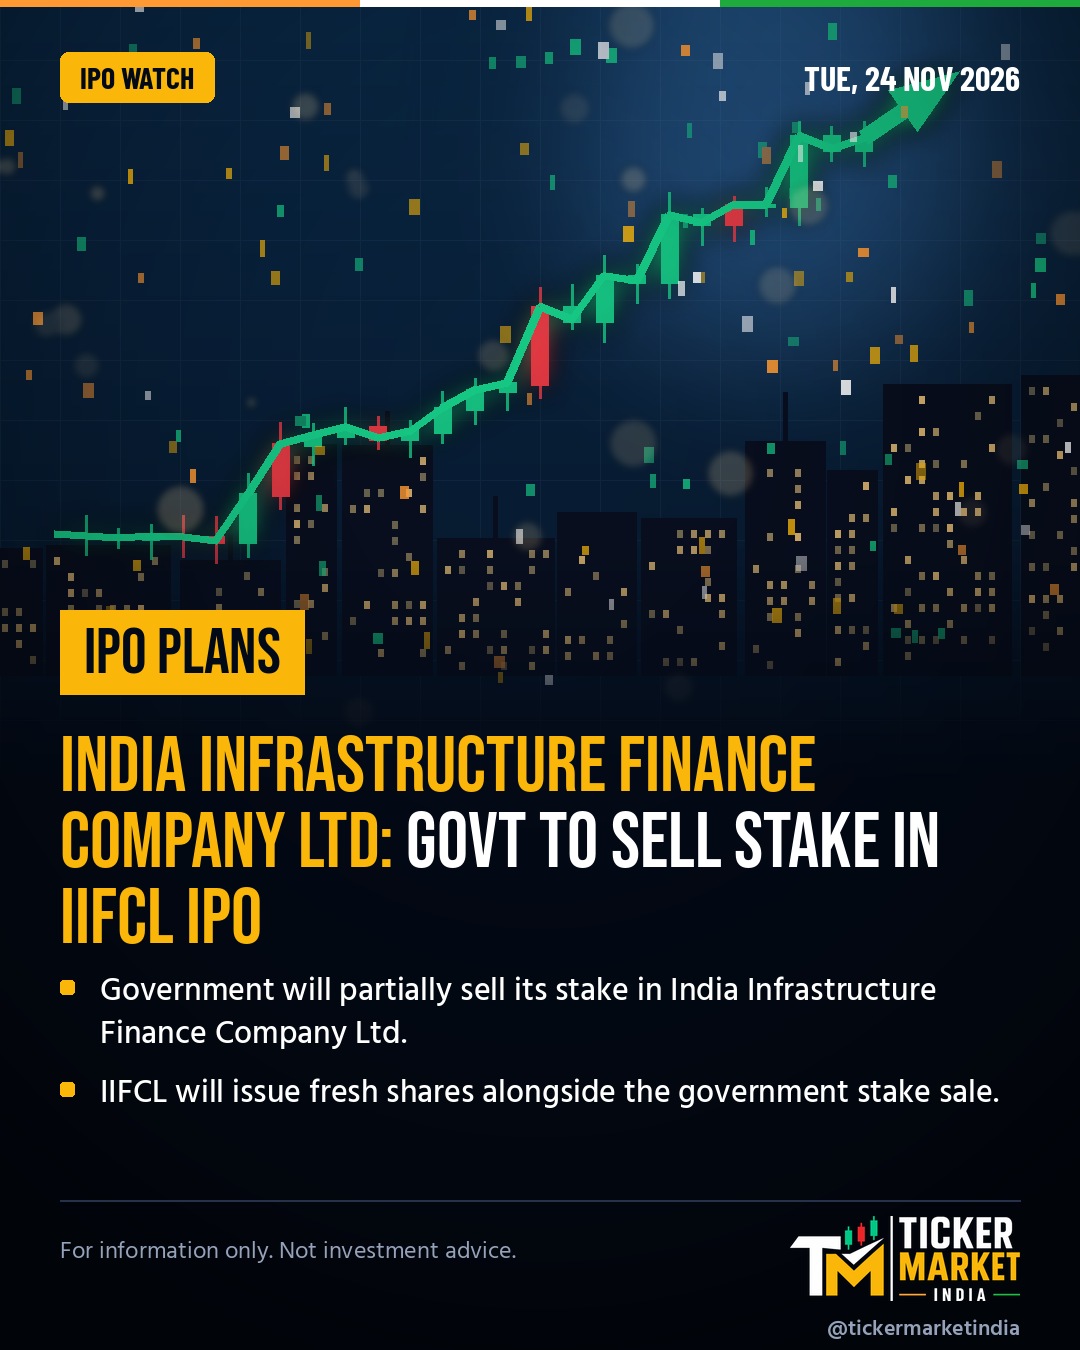 IPO WATCH
TUE, 24 NOV 2026
IPO PLANS
INDIA INFRASTRUCTURE FINANCE
COMPANY LTD: GOVT TO SELL STAKE IN
IIFCL IPO
Government will partially sell its stake in India Infrastructure
Finance Company Ltd.
IIFCL will issue fresh shares alongside the government stake sale.
For information only. Not investment advice.
TM
TICKER
MARKET
INDIA
@tickermarketindia